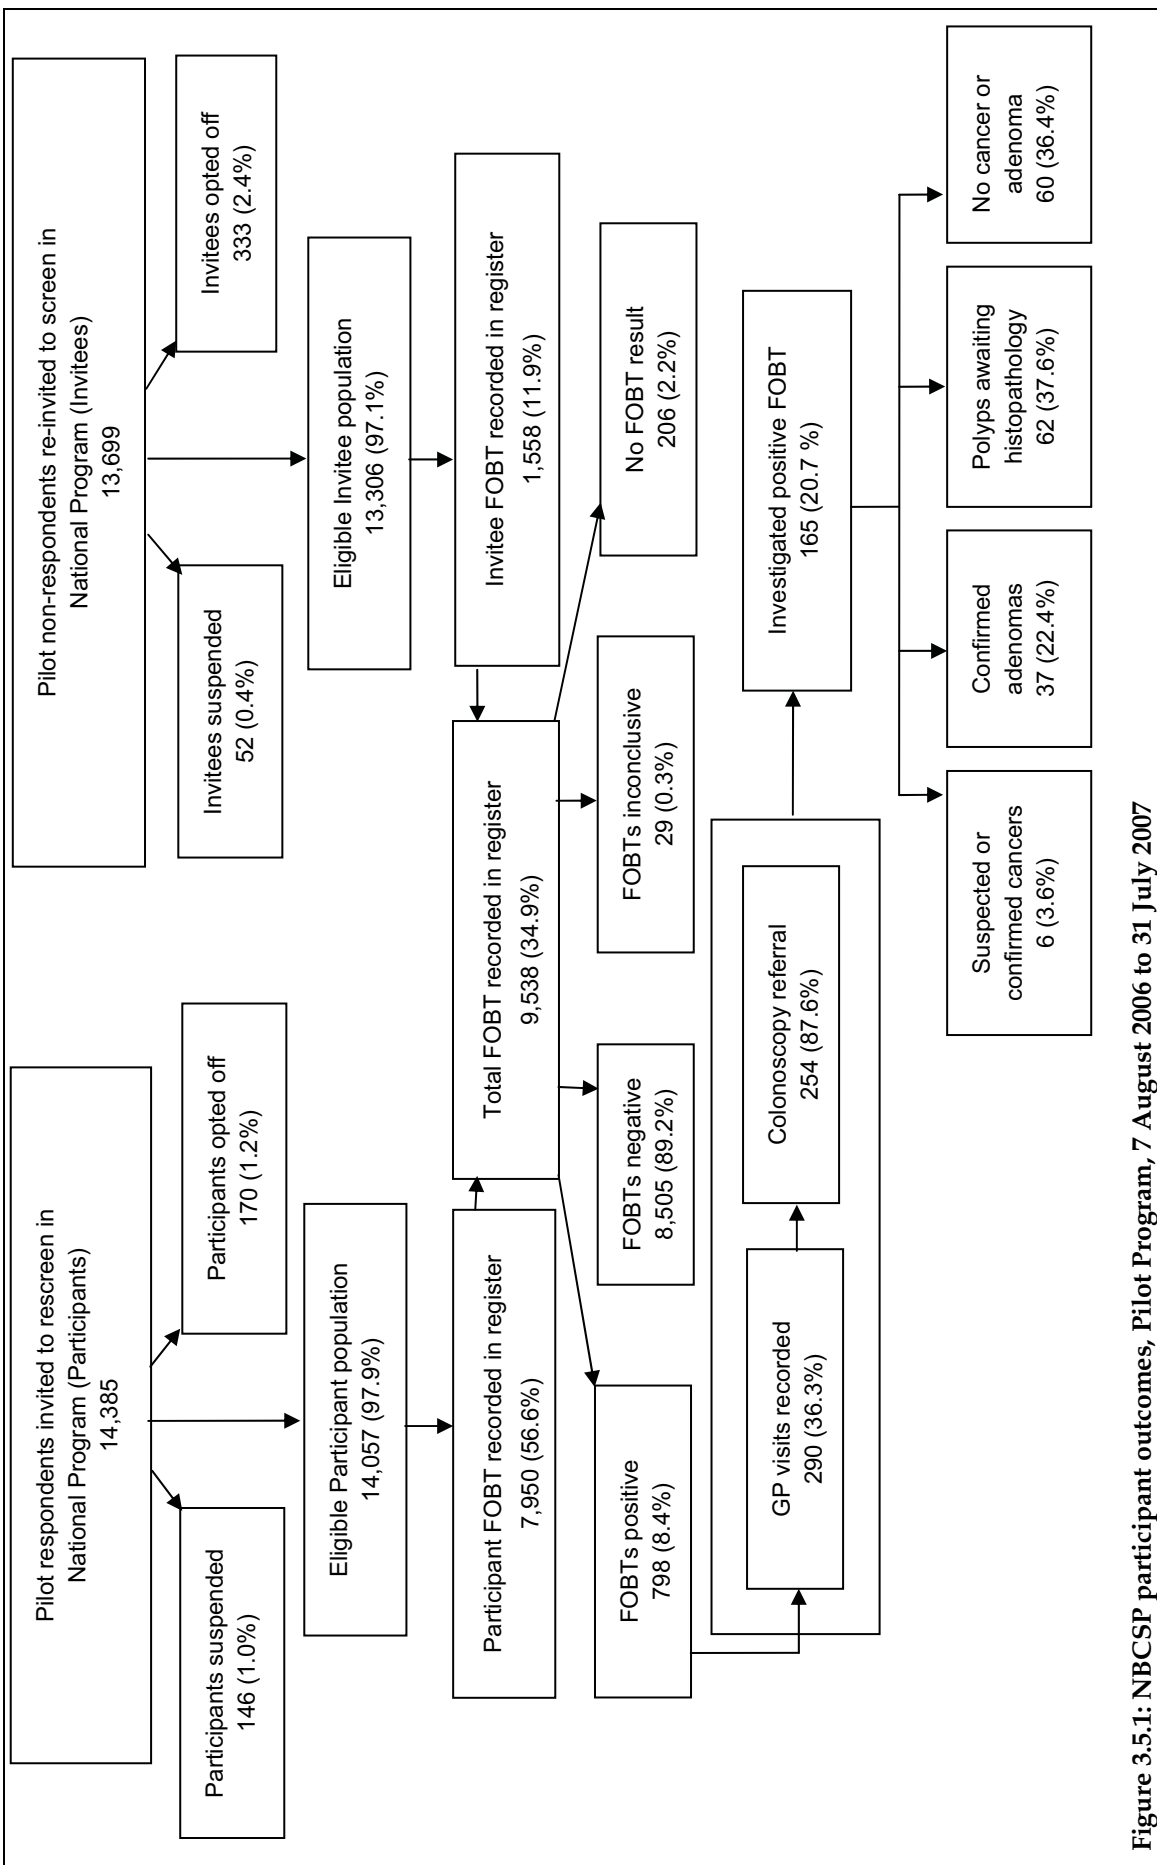 Pilot respondents invited to rescreen in
National Program (Participants)
14,385
Pilot non-respondents re-invited to screen in
National Program (Invitees)
13,699
Participants suspended
146 (1.0%)
Participants opted off
170 (1.2%)
Invitees suspended
52 (0.4%)
Invitees opted off
333 (2.4%)
Eligible Participant population
14,057 (97.9%)
Eligible Invitee population
13,306 (97.1%)
Participant FOBT recorded in register
7,950 (56.6%)
Total FOBT recorded in register
9,538 (34.9%)
Invitee FOBT recorded in register
1,558 (11.9%)
FOBTs positive
798 (8.4%)
FOBTs negative
8,505 (89.2%)
FOBTs inconclusive
29 (0.3%)
No FOBT result
206 (2.2%)
GP visits recorded
290 (36.3%)
Colonoscopy referral
254 (87.6%)
Investigated positive FOBT
165 (20.7 %)
Suspected or
confirmed cancers
6 (3.6%)
Confirmed
adenomas
37 (22.4%)
Polyps awaiting
histopathology
62 (37.6%)
No cancer or
adenoma
60 (36.4%)
Figure 3.5.1: NBCSP participant outcomes, Pilot Program, 7 August 2006 to 31 July 2007